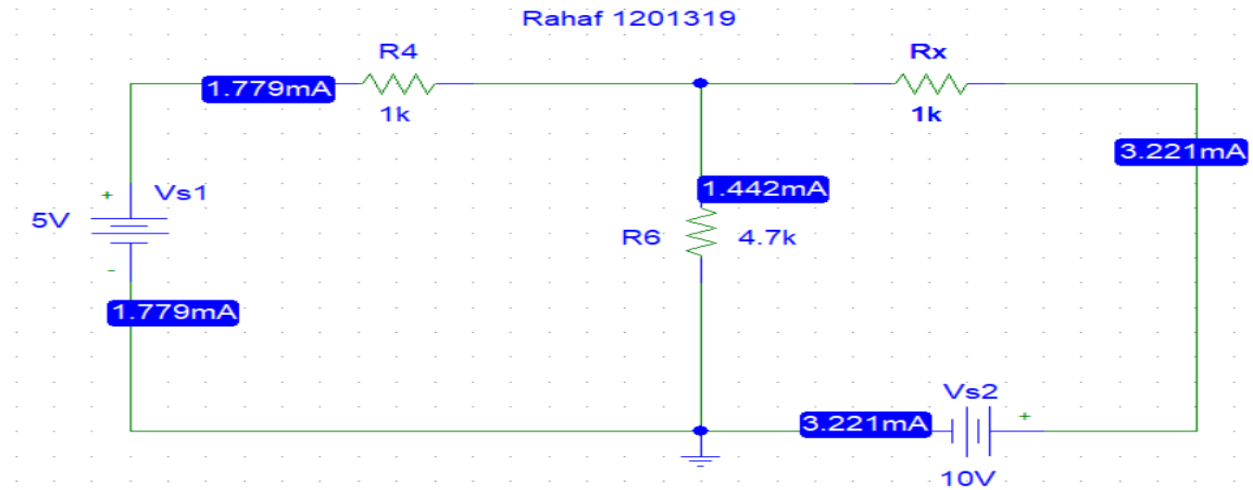 Rahaf 1201319
R4
Rx
1.779mA
1k
1k
3.221mA
+
Vs1
1.442mA
5V
R6
4.7k
-
1.779mA
Vs2
3.221mA
+
10V